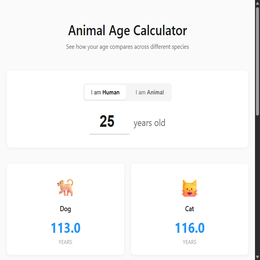 Animal Age Calculator
See how your age compares across different species
I am Human
I am Animal
25 years old
Dog
Cat
113.0
116.0
YEARS
YEARS